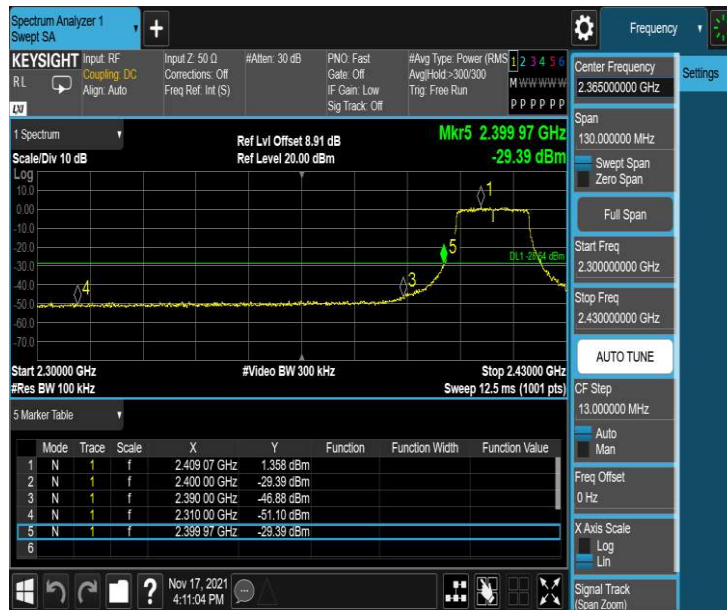 Spectrum Analyzer 1
Swept SA
+
Frequency
KEYSIGHT
RL
LXI
Input: RF
Coupling: DC
Align: Auto
Input Z: 50 Ω
Corrections: Off
Freq Ref: Int (S)
#Atten: 30 dB
PNO: Fast
Gate: Off
IF Gain: Low
Sig Track: Off
#Avg Type: Power (RMS
Avg|Hold:>300/300
Trig: Free Run
1 2 3 4 5 6
M W W W W W
P P P P P P
1 Spectrum
Scale/Div 10 dB
Ref Lvl Offset 8.91 dB
Ref Level 20.00 dBm
Mkr5 2.399 97 GHz
-29.39 dBm
Log
10.0
0.00
-10.0
-20.0
-30.0
-40.0
-50.0
-60.0
-70.0
1
5
3
4
DL1 -28.64 dBm
Start 2.30000 GHz
#Res BW 100 kHz
#Video BW 300 kHz
Stop 2.43000 GHz
Sweep 12.5 ms (1001 pts)
5 Marker Table
Mode Trace Scale X Y Function Function Width Function Value
1 N 1 f 2.409 07 GHz 1.358 dBm
2 N 1 f 2.400 00 GHz -29.39 dBm
3 N 1 f 2.390 00 GHz -46.88 dBm
4 N 1 f 2.310 00 GHz -51.10 dBm
5 N 1 f 2.399 97 GHz -29.39 dBm
6
?
Nov 17, 2021
4:11:04 PM
Center Frequency
2.365000000 GHz
Settings
Span
130.000000 MHz
Swept Span
Zero Span
Full Span
Start Freq
2.300000000 GHz
Stop Freq
2.430000000 GHz
AUTO TUNE
CF Step
13.000000 MHz
Auto
Man
Freq Offset
0 Hz
X Axis Scale
Log
Lin
Signal Track
(Span Zoom)